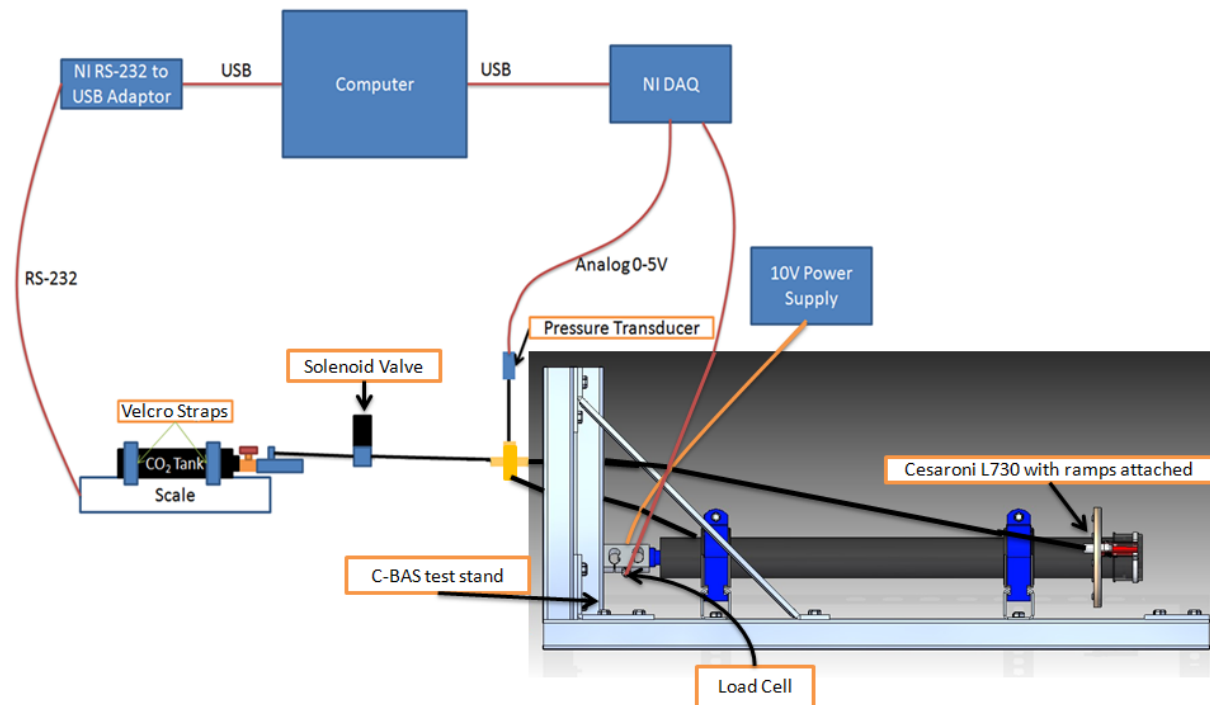 NI RS-232 to
USB Adaptor
USB
Computer
USB
NI DAQ
RS-232
Analog 0-5V
10V Power
Supply
Pressure Transducer
Solenoid Valve
Velcro Straps
CO₂ Tank
Scale
Cesaroni L730 with ramps attached
C-BAS test stand
Load Cell